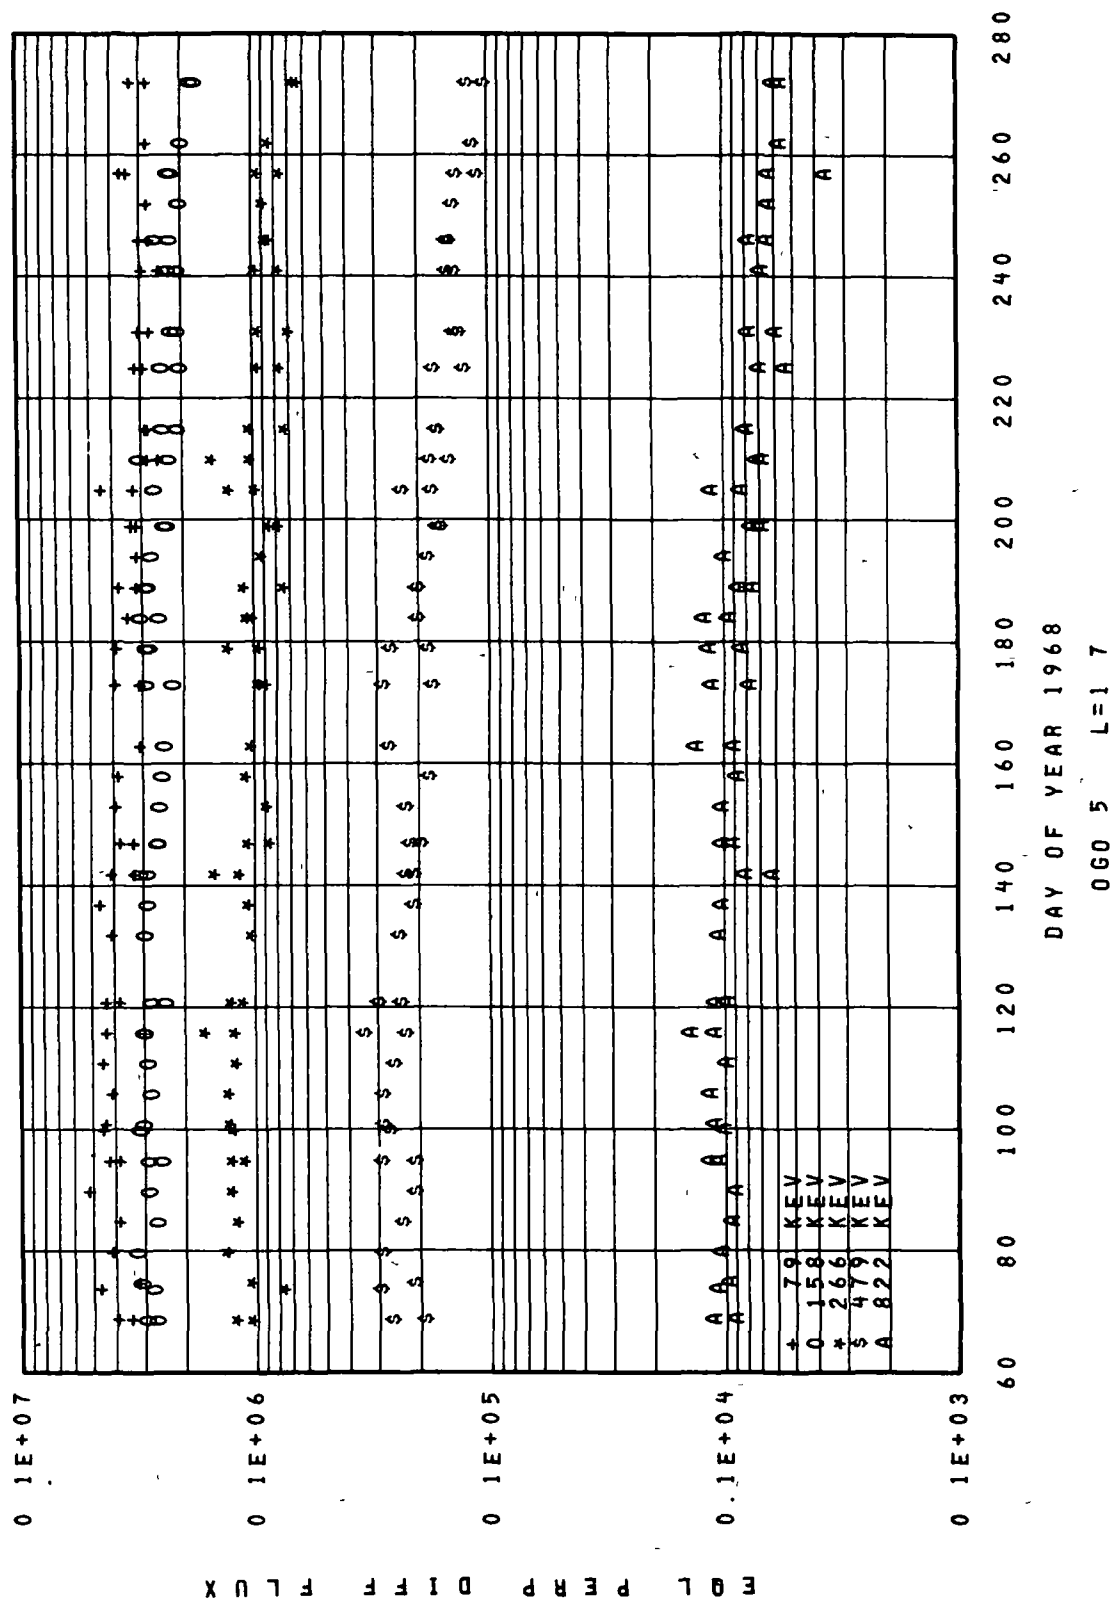 EQL PERP DIFF FLUX
0 1E+07
0 1E+06
0 1E+05
0.1E+04
0 1E+03
+ 79 KEV
O 158 KEV
* 266 KEV
$ 479 KEV
A 822 KEV
60 80 100 120 140 160 180 200 220 240 260 280
DAY OF YEAR 1968
OGO 5 L=1 7